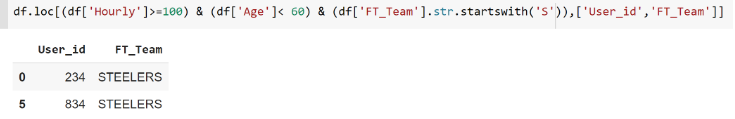 df.loc[(df['Hourly']>=100) & (df['Age']< 60) & (df['FT_Team'].str.startswith('S')),['User_id','FT_Team']]
User_id FT_Team
0 234 STEELERS
5 834 STEELERS